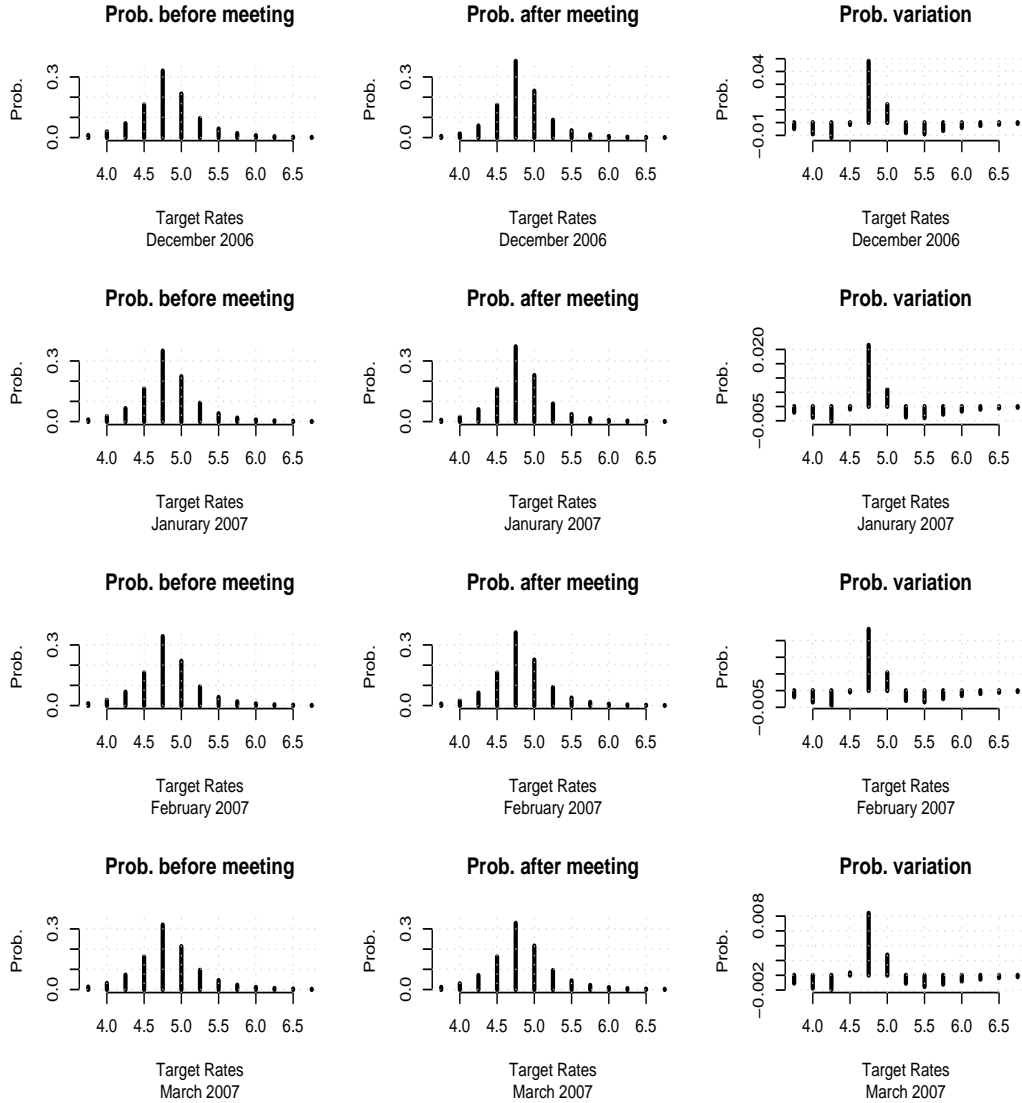 Prob. before meeting
Prob.
0.0 0.3
4.0 4.5 5.0 5.5 6.0 6.5
Target Rates
December 2006
Prob. after meeting
Prob.
0.0 0.3
4.0 4.5 5.0 5.5 6.0 6.5
Target Rates
December 2006
Prob. variation
Prob.
−0.01 0.04
4.0 4.5 5.0 5.5 6.0 6.5
Target Rates
December 2006
Prob. before meeting
Prob.
0.0 0.3
4.0 4.5 5.0 5.5 6.0 6.5
Target Rates
Janurary 2007
Prob. after meeting
Prob.
0.0 0.3
4.0 4.5 5.0 5.5 6.0 6.5
Target Rates
Janurary 2007
Prob. variation
Prob.
−0.005 0.020
4.0 4.5 5.0 5.5 6.0 6.5
Target Rates
Janurary 2007
Prob. before meeting
Prob.
0.0 0.3
4.0 4.5 5.0 5.5 6.0 6.5
Target Rates
February 2007
Prob. after meeting
Prob.
0.0 0.3
4.0 4.5 5.0 5.5 6.0 6.5
Target Rates
February 2007
Prob. variation
Prob.
−0.005
4.0 4.5 5.0 5.5 6.0 6.5
Target Rates
February 2007
Prob. before meeting
Prob.
0.0 0.3
4.0 4.5 5.0 5.5 6.0 6.5
Target Rates
March 2007
Prob. after meeting
Prob.
0.0 0.3
4.0 4.5 5.0 5.5 6.0 6.5
Target Rates
March 2007
Prob. variation
Prob.
−0.002 0.008
4.0 4.5 5.0 5.5 6.0 6.5
Target Rates
March 2007